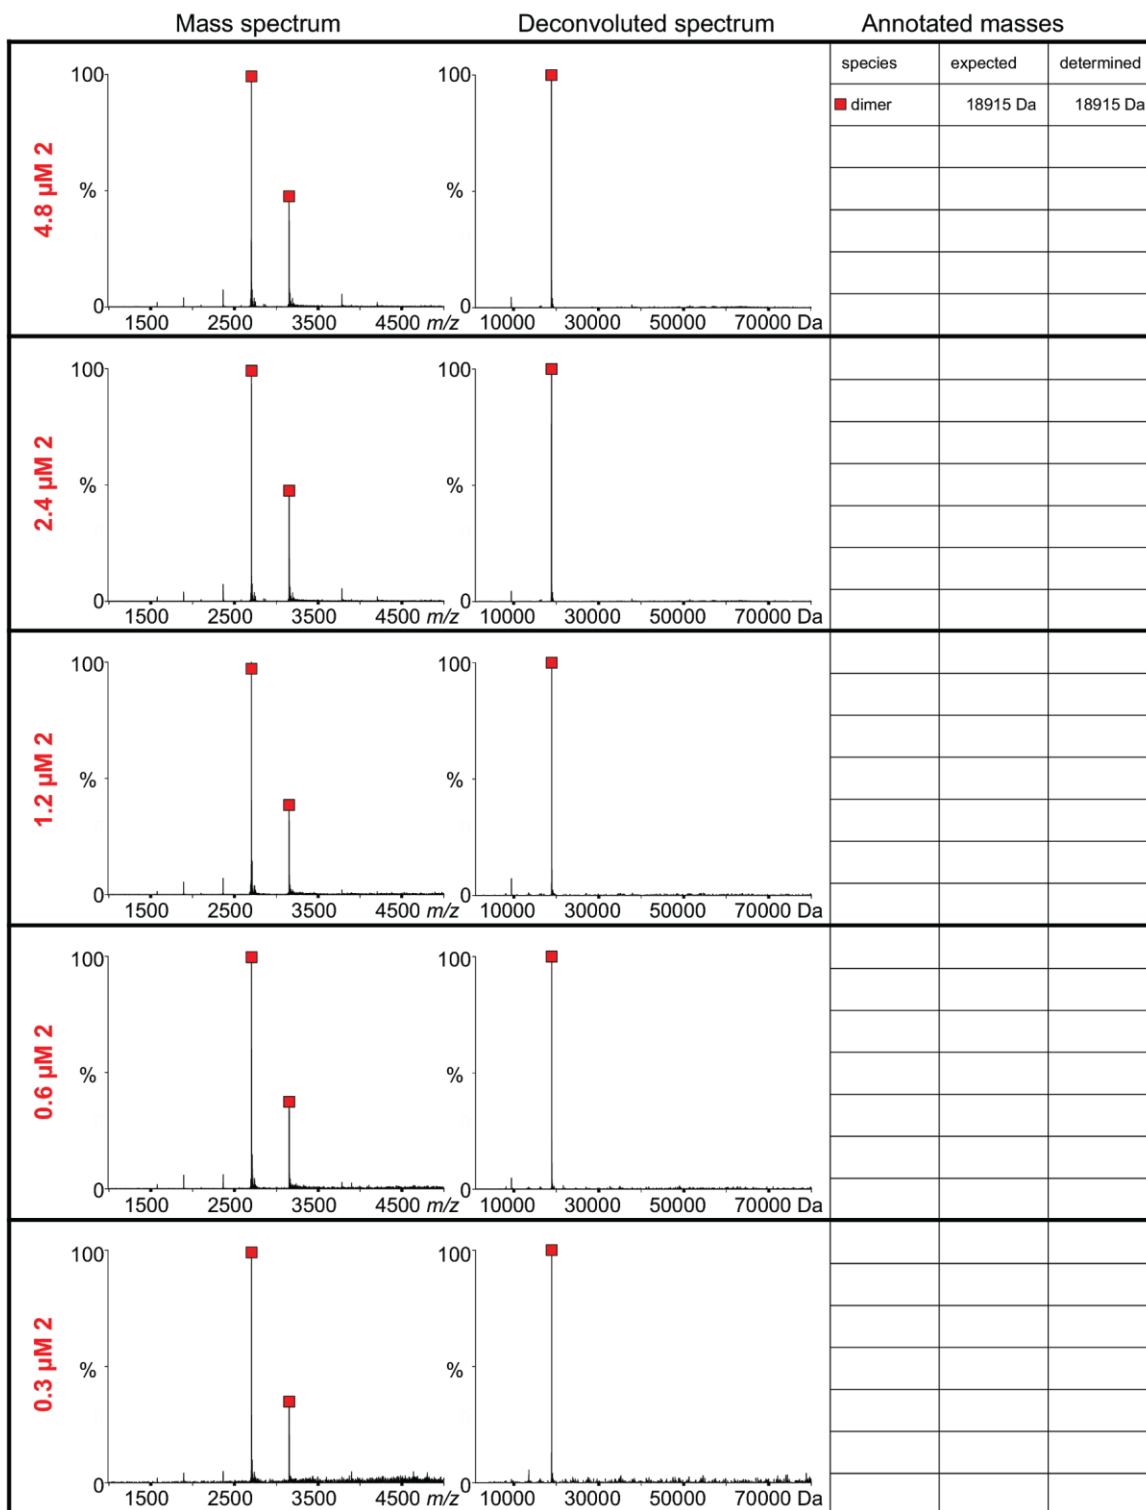 Mass spectrum Deconvoluted spectrum Annotated masses
species expected determined
dimer 18915 Da 18915 Da
4.8 µM 2
100
%
0
1500 2500 3500 4500 m/z
100
%
0
10000 30000 50000 70000 Da
2.4 µM 2
100
%
0
1500 2500 3500 4500 m/z
100
%
0
10000 30000 50000 70000 Da
1.2 µM 2
100
%
0
1500 2500 3500 4500 m/z
100
%
0
10000 30000 50000 70000 Da
0.6 µM 2
100
%
0
1500 2500 3500 4500 m/z
100
%
0
10000 30000 50000 70000 Da
0.3 µM 2
100
%
0
1500 2500 3500 4500 m/z
100
%
0
10000 30000 50000 70000 Da